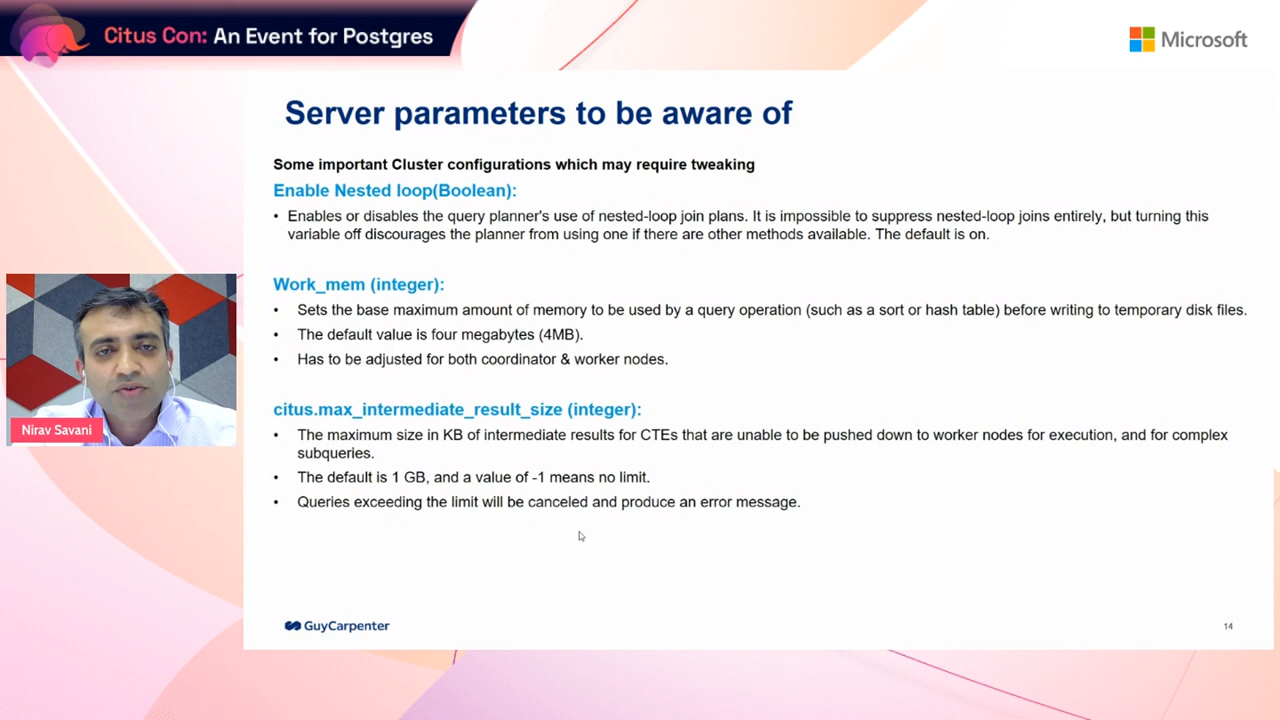 Citus Con: An Event for Postgres
Microsoft
Server parameters to be aware of
Some important Cluster configurations which may require tweaking
Enable Nested loop(Boolean):
• Enables or disables the query planner's use of nested-loop join plans. It is impossible to suppress nested-loop joins entirely, but turning this
variable off discourages the planner from using one if there are other methods available. The default is on.
Work_mem (integer):
• Sets the base maximum amount of memory to be used by a query operation (such as a sort or hash table) before writing to temporary disk files.
• The default value is four megabytes (4MB).
• Has to be adjusted for both coordinator & worker nodes.
Nirav Savani
citus.max_intermediate_result_size (integer):
• The maximum size in KB of intermediate results for CTEs that are unable to be pushed down to worker nodes for execution, and for complex
subqueries.
• The default is 1 GB, and a value of -1 means no limit.
• Queries exceeding the limit will be canceled and produce an error message.
GuyCarpenter
14